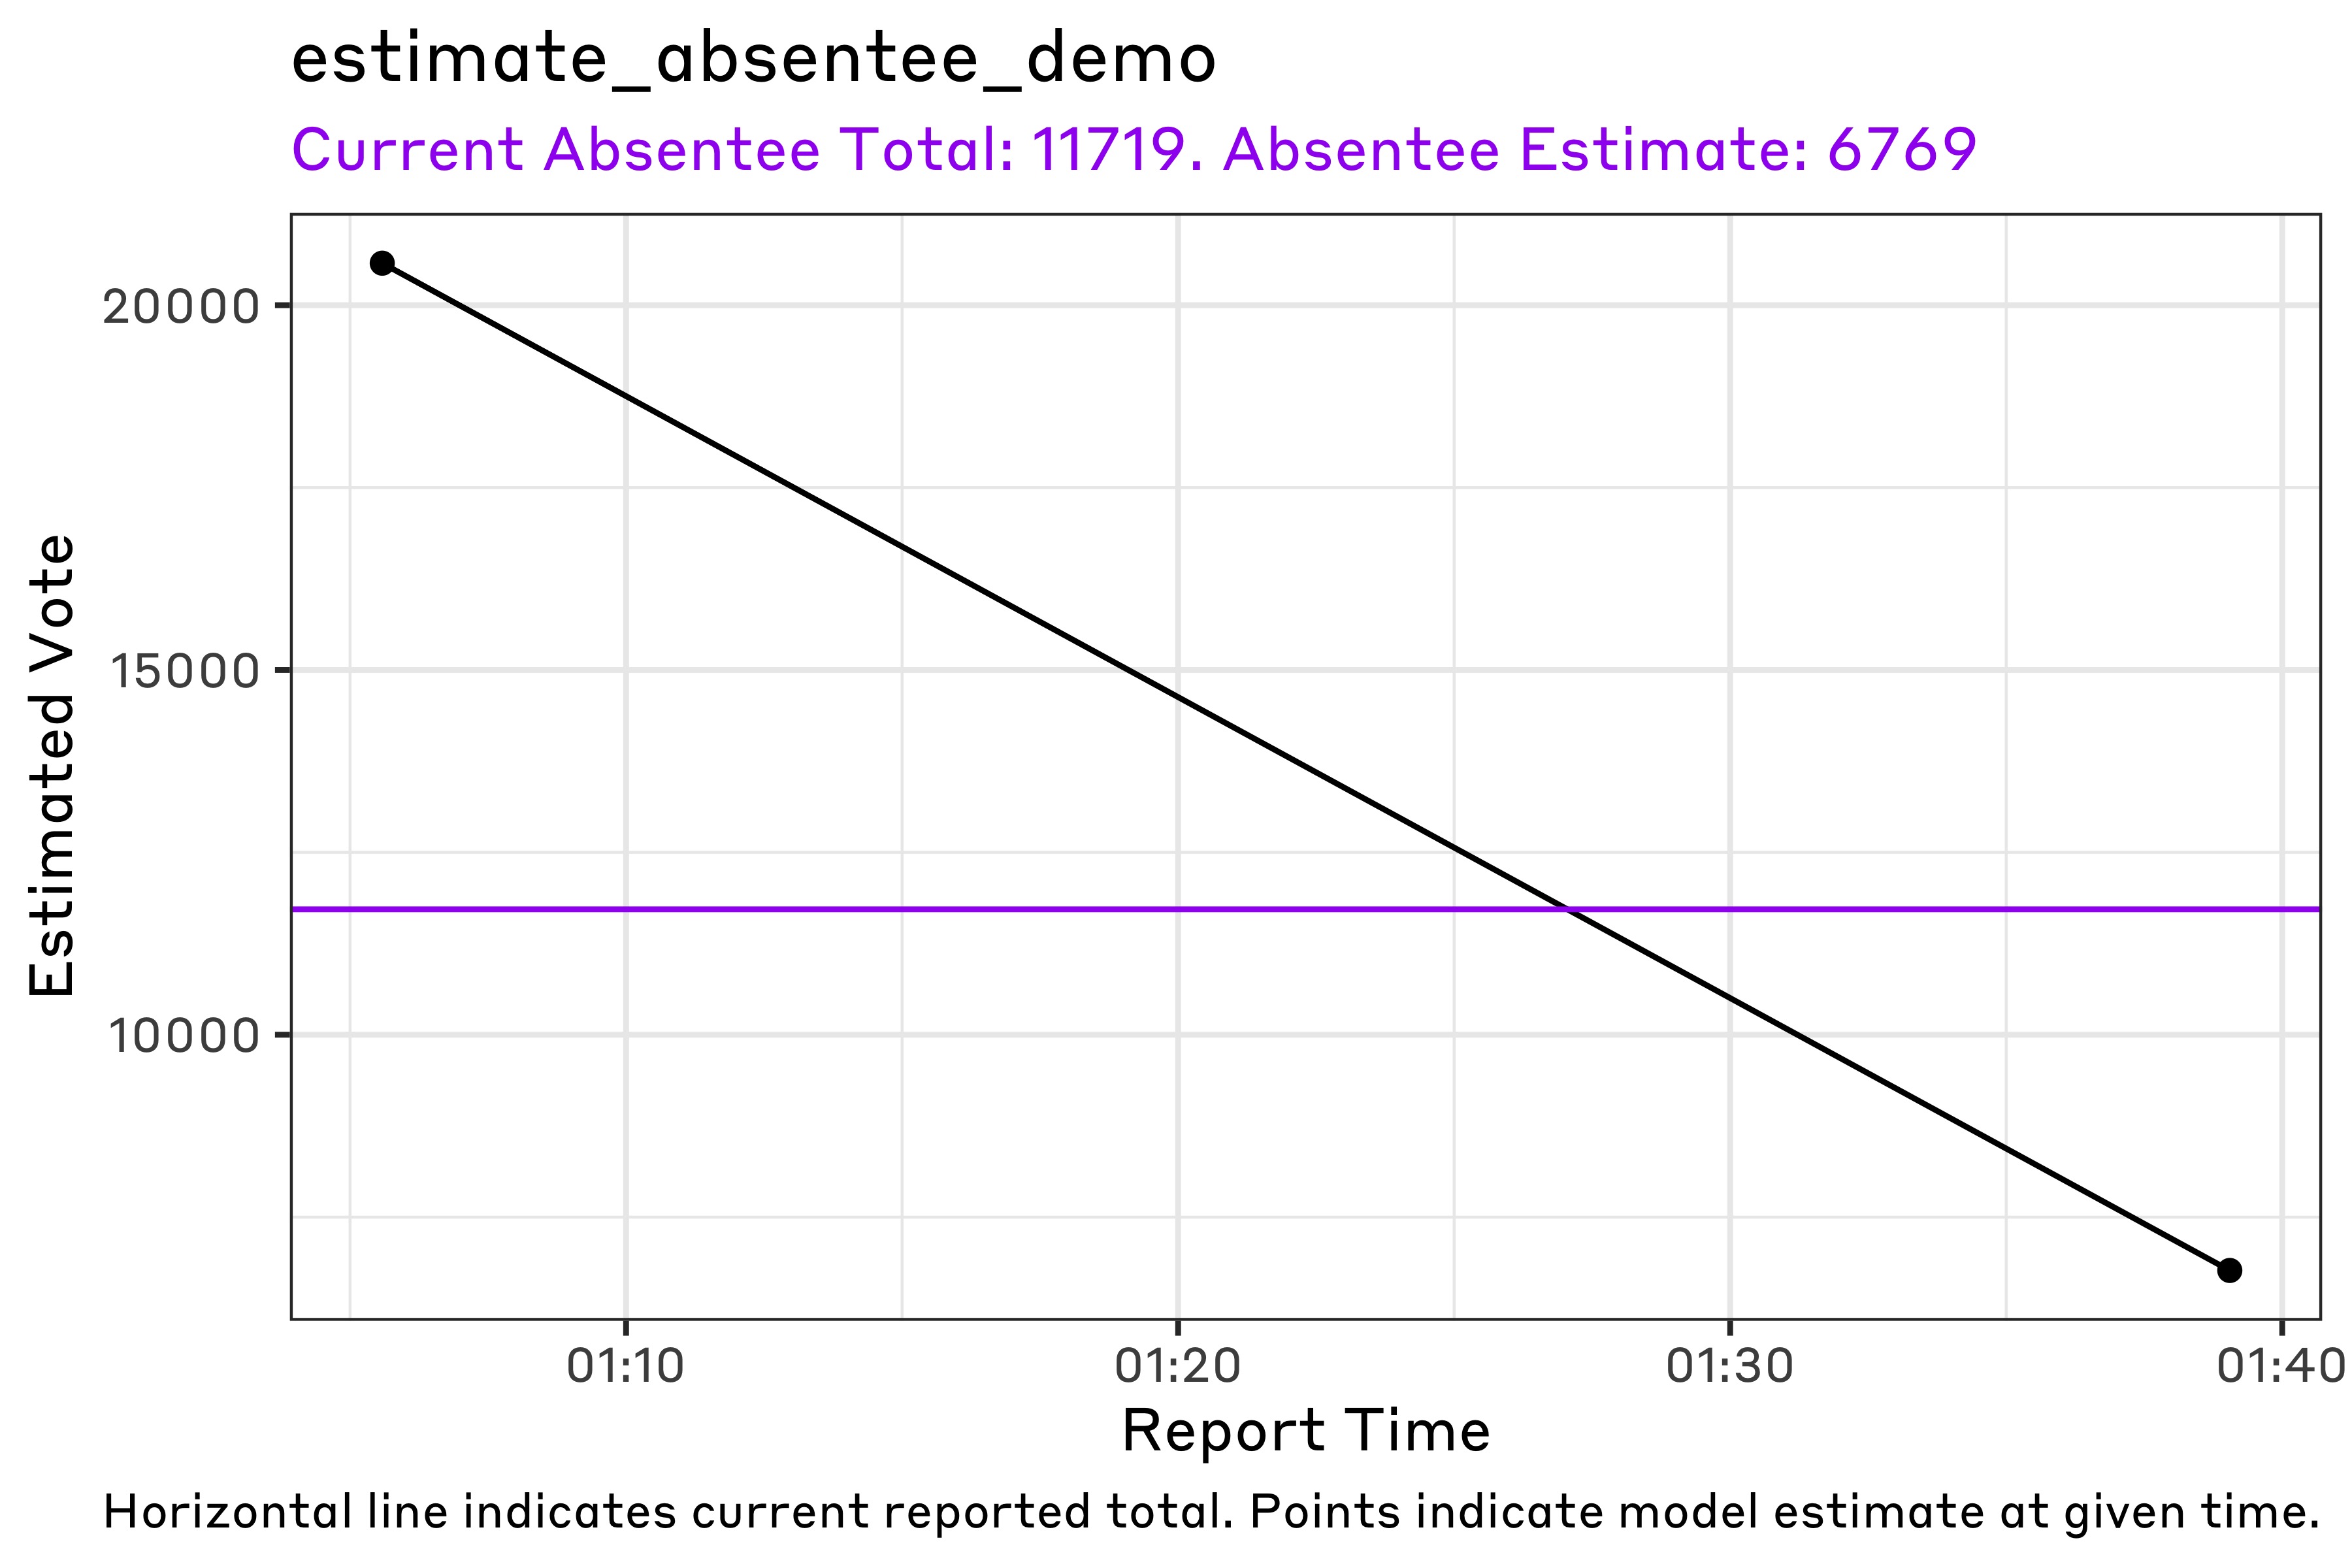 estimate_absentee_demo
Current Absentee Total: 11719. Absentee Estimate: 6769
Estimated Vote
20000
15000
10000
01:10
01:20
01:30
01:40
Report Time
Horizontal line indicates current reported total. Points indicate model estimate at given time.